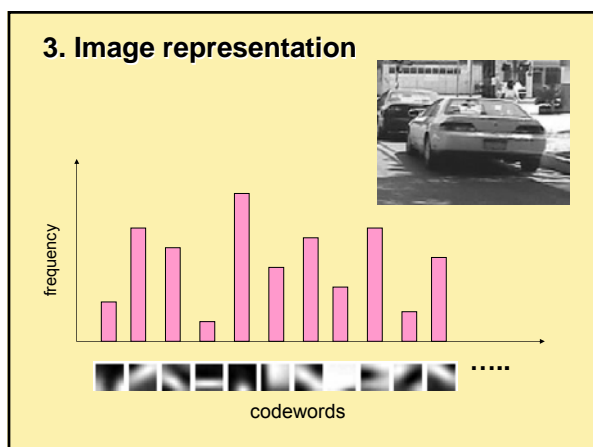 3. Image representation
frequency
.....
codewords